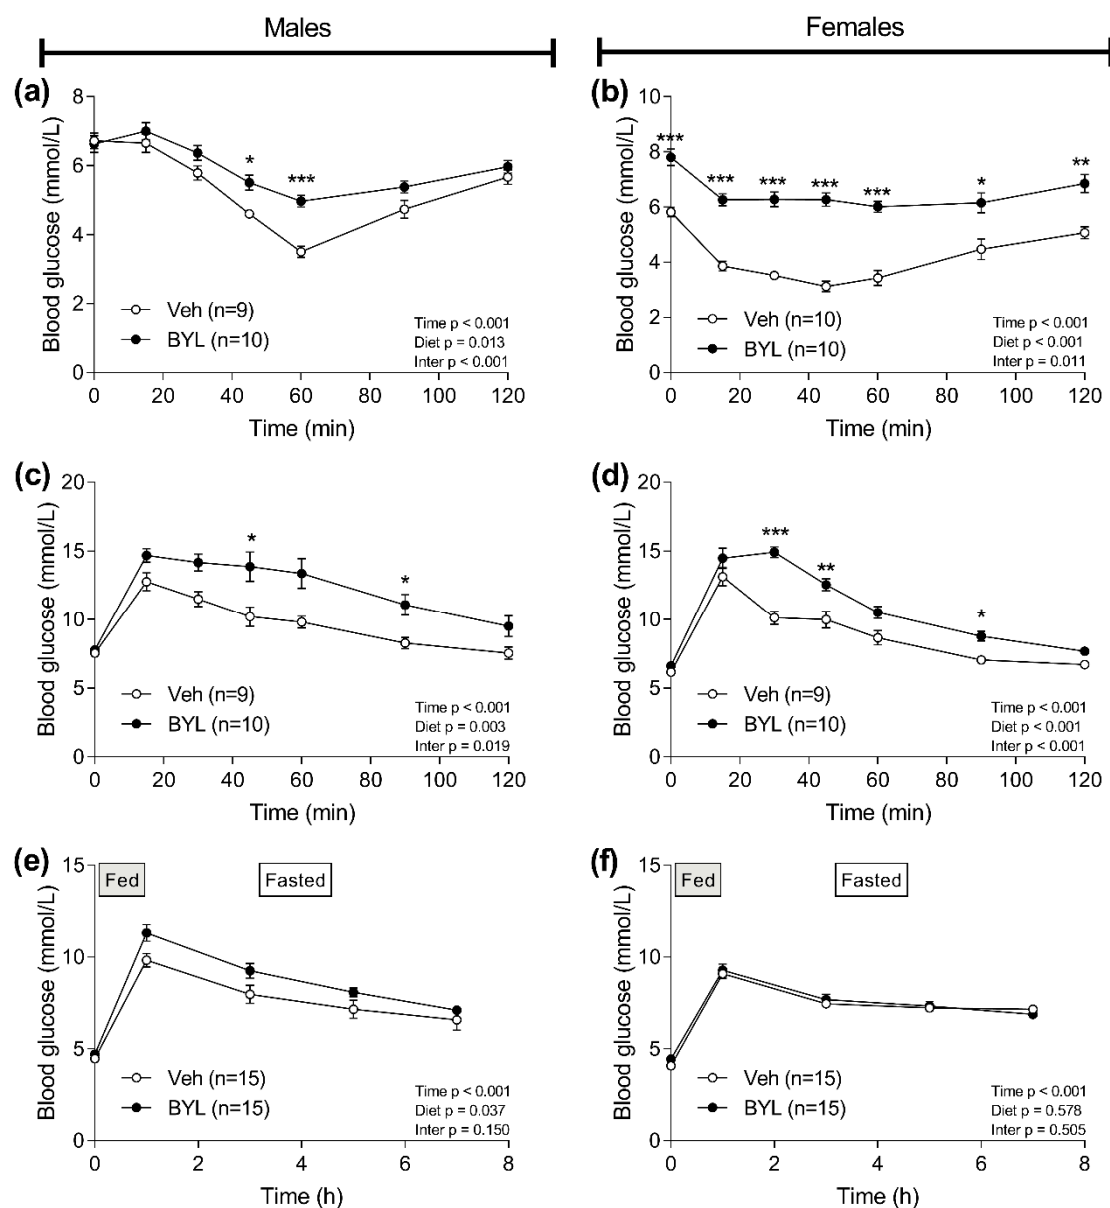 Males
Females
(a)
Blood glucose (mmol/L)
8
6
4
2
0
*
***
Veh (n=9)
BYL (n=10)
Time p < 0.001
Diet p = 0.013
Inter p < 0.001
0 20 40 60 80 100 120
Time (min)
(b)
Blood glucose (mmol/L)
10
8
6
4
2
0
*** *** *** *** *** * **
Veh (n=10)
BYL (n=10)
Time p < 0.001
Diet p < 0.001
Inter p = 0.011
0 20 40 60 80 100 120
Time (min)
(c)
Blood glucose (mmol/L)
20
15
10
5
0
*
*
Veh (n=9)
BYL (n=10)
Time p < 0.001
Diet p = 0.003
Inter p = 0.019
0 20 40 60 80 100 120
Time (min)
(d)
Blood glucose (mmol/L)
20
15
10
5
0
***
**
*
Veh (n=9)
BYL (n=10)
Time p < 0.001
Diet p < 0.001
Inter p < 0.001
0 20 40 60 80 100 120
Time (min)
(e)
Blood glucose (mmol/L)
15
10
5
0
Fed
Fasted
Veh (n=15)
BYL (n=15)
Time p < 0.001
Diet p = 0.037
Inter p = 0.150
0 2 4 6 8
Time (h)
(f)
Blood glucose (mmol/L)
15
10
5
0
Fed
Fasted
Veh (n=15)
BYL (n=15)
Time p < 0.001
Diet p = 0.578
Inter p = 0.505
0 2 4 6 8
Time (h)